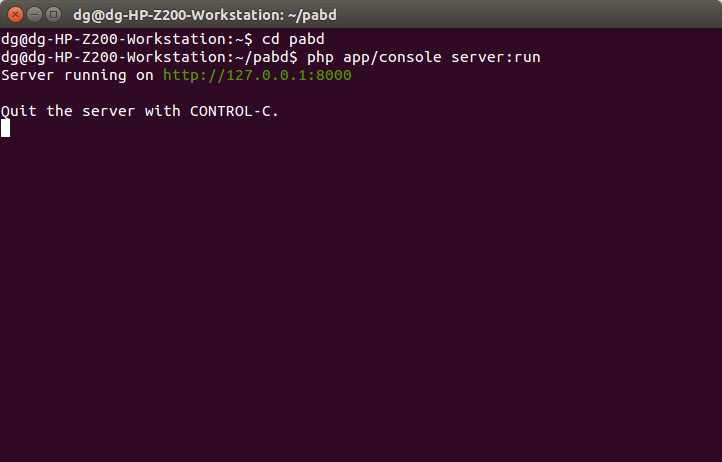 dg@dg-HP-Z200-Workstation: ~/pabd
dg@dg-HP-Z200-Workstation:~$ cd pabd
dg@dg-HP-Z200-Workstation:~/pabd$ php app/console server:run
Server running on http://127.0.0.1:8000
Quit the server with CONTROL-C.